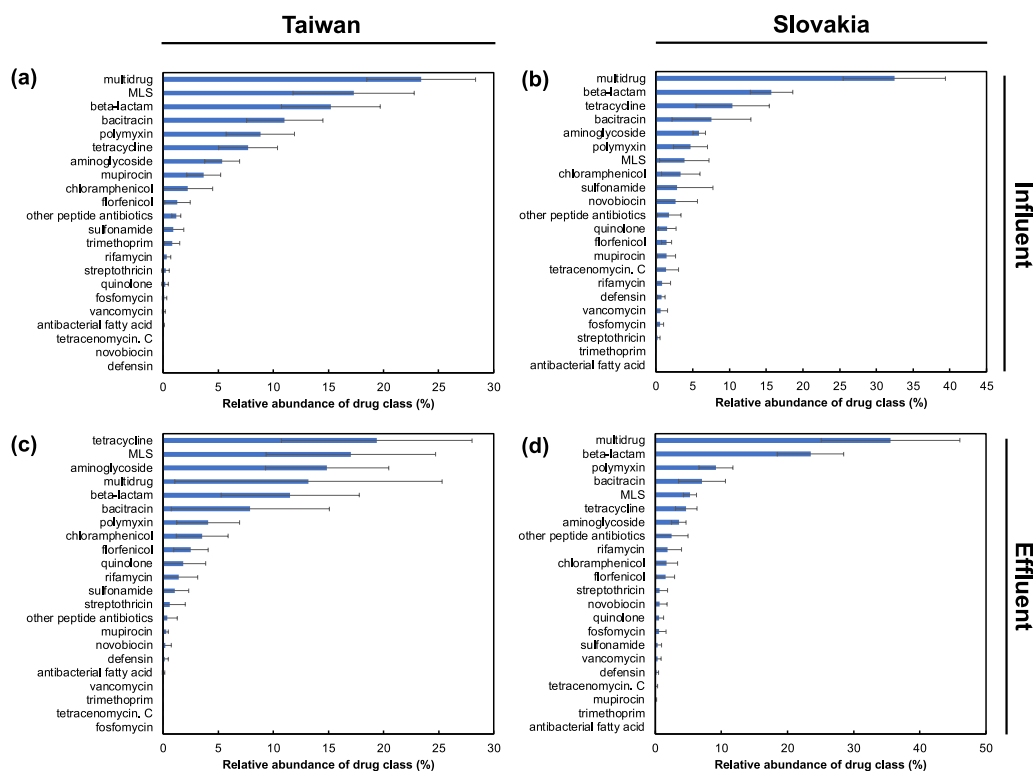 Taiwan
Slovakia
(a)
multidrug
MLS
beta-lactam
bacitracin
polymyxin
tetracycline
aminoglycoside
mupirocin
chloramphenicol
florfenicol
other peptide antibiotics
sulfonamide
trimethoprim
rifamycin
streptothricin
quinolone
fosfomycin
vancomycin
antibacterial fatty acid
tetracenomycin. C
novobiocin
defensin
0 5 10 15 20 25 30
Relative abundance of drug class (%)
(b)
multidrug
beta-lactam
tetracycline
bacitracin
aminoglycoside
polymyxin
MLS
chloramphenicol
sulfonamide
novobiocin
other peptide antibiotics
quinolone
florfenicol
mupirocin
tetracenomycin. C
rifamycin
defensin
vancomycin
fosfomycin
streptothricin
trimethoprim
antibacterial fatty acid
0 5 10 15 20 25 30 35 40 45
Relative abundance of drug class (%)
Influent
(c)
tetracycline
MLS
aminoglycoside
multidrug
beta-lactam
bacitracin
polymyxin
chloramphenicol
florfenicol
quinolone
rifamycin
sulfonamide
streptothricin
other peptide antibiotics
mupirocin
novobiocin
defensin
antibacterial fatty acid
vancomycin
trimethoprim
tetracenomycin. C
fosfomycin
0 5 10 15 20 25 30
Relative abundance of drug class (%)
(d)
multidrug
beta-lactam
polymyxin
bacitracin
MLS
tetracycline
aminoglycoside
other peptide antibiotics
rifamycin
chloramphenicol
florfenicol
streptothricin
novobiocin
quinolone
fosfomycin
sulfonamide
vancomycin
defensin
tetracenomycin. C
mupirocin
trimethoprim
antibacterial fatty acid
0 10 20 30 40 50
Relative abundance of drug class (%)
Effluent